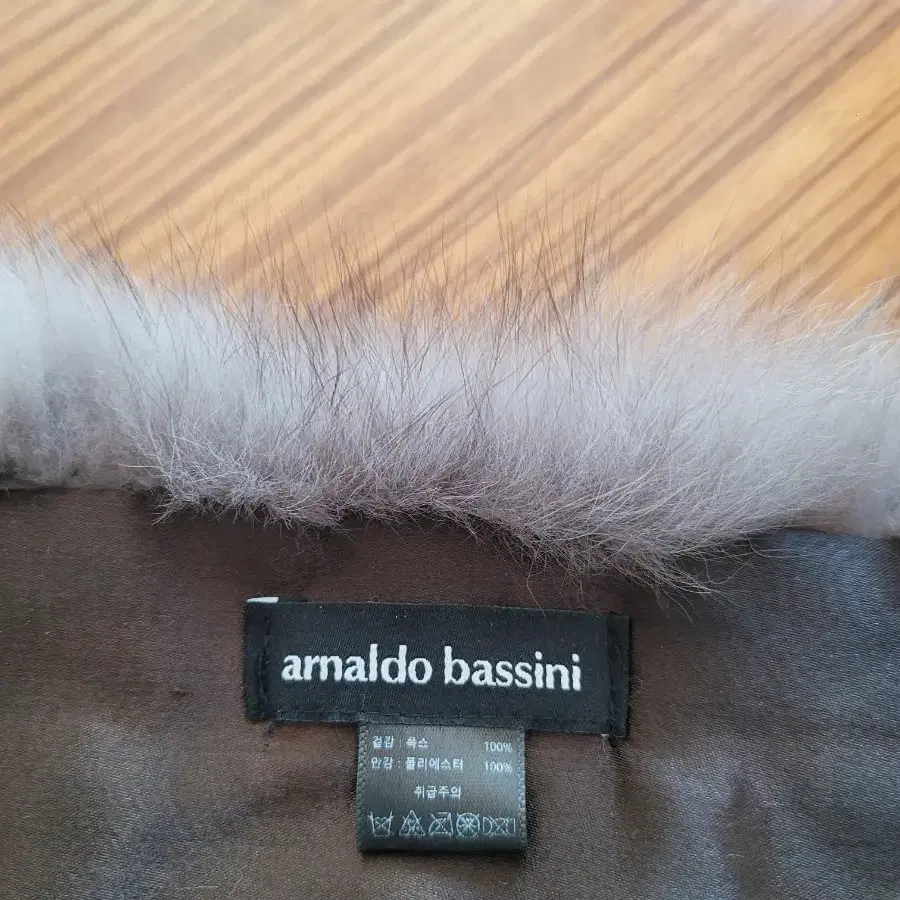 arnaldo bassini
겉감 : 폭스 100%
안감 : 폴리에스터 100%
취급주의